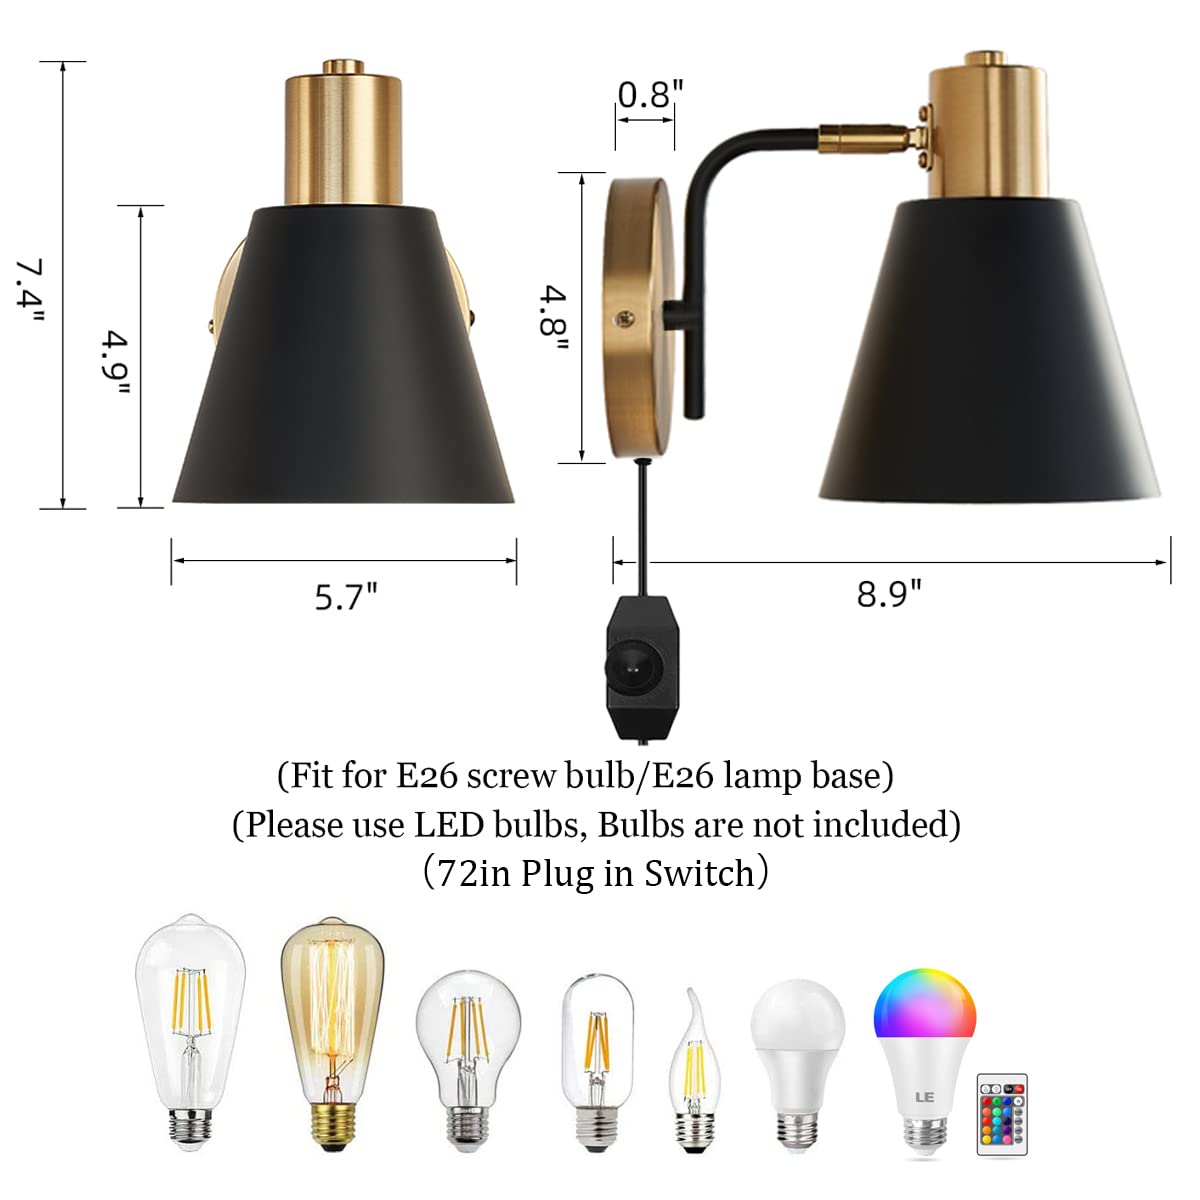 0.8"
7.4"
4.9"
4.8"
5.7"
8.9"
(Fit for E26 screw bulb/E26 lamp base)
(Please use LED bulbs, Bulbs are not included)
(72in Plug in Switch)
LE